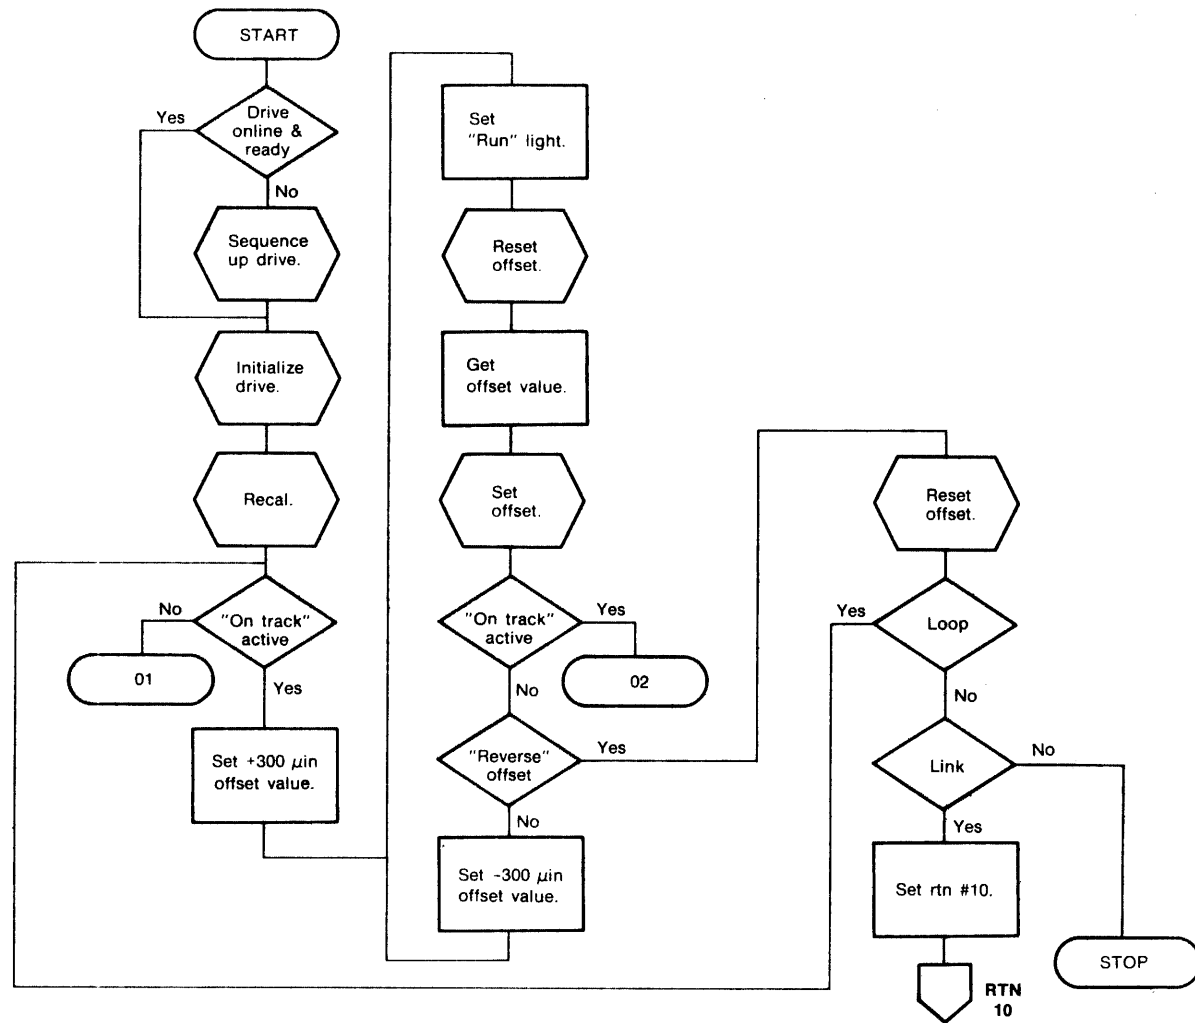 START
Drive
online &
ready
Yes
No
Sequence
up drive.
Initialize
drive.
Recal.
"On track"
active
No
01
Yes
Set +300 µin
offset value.
Set
"Run" light.
Reset
offset.
Get
offset value.
Set
offset.
"On track"
active
Yes
02
No
"Reverse"
offset
Yes
No
Set -300 µin
offset value.
Reset
offset.
Loop
Yes
No
Link
No
Yes
Set rtn #10.
STOP
RTN
10